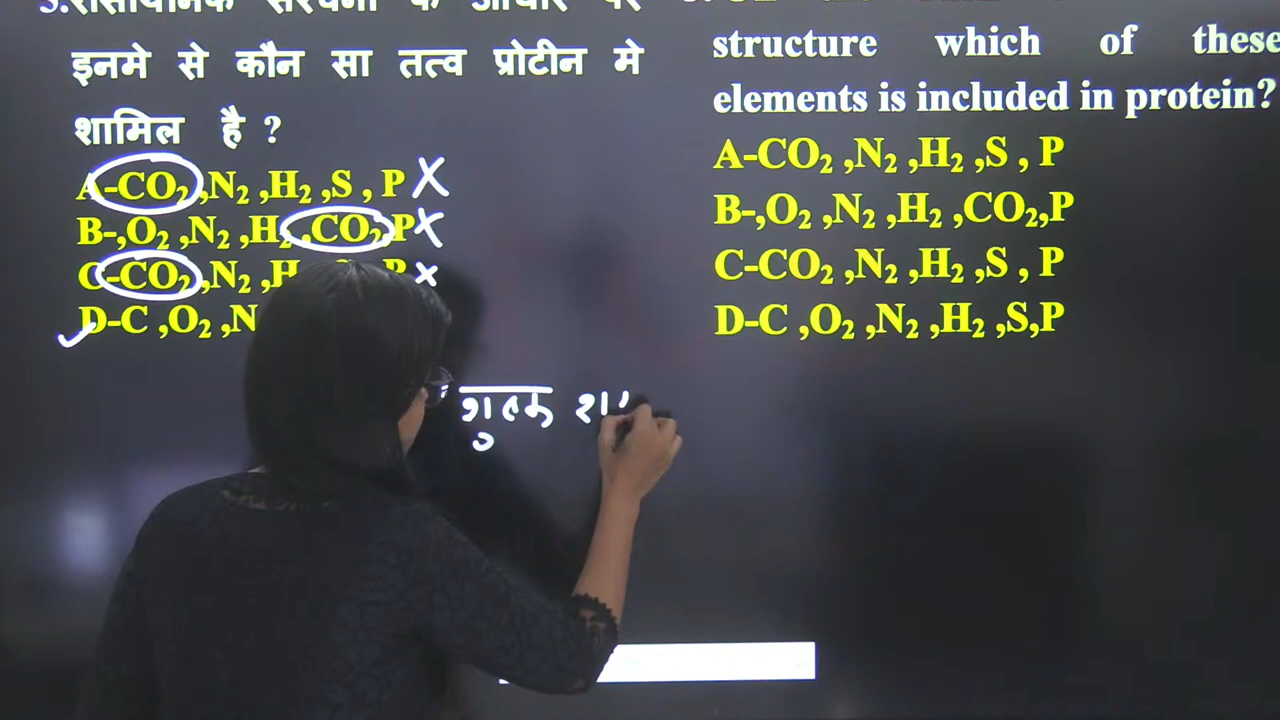 इनमे से कौन सा तत्व प्रोटीन मे
शामिल है ?
A-CO₂ ,N₂ ,H₂ ,S , P X
B-,O₂ ,N₂ ,H₂ ,CO₂,P X
C-CO₂ ,N₂ ,H P x
D-C ,O₂ ,N
structure which of these
elements is included in protein?
A-CO₂ ,N₂ ,H₂ ,S , P
B-,O₂ ,N₂ ,H₂ ,CO₂,P
C-CO₂ ,N₂ ,H₂ ,S , P
D-C ,O₂ ,N₂ ,H₂ ,S,P